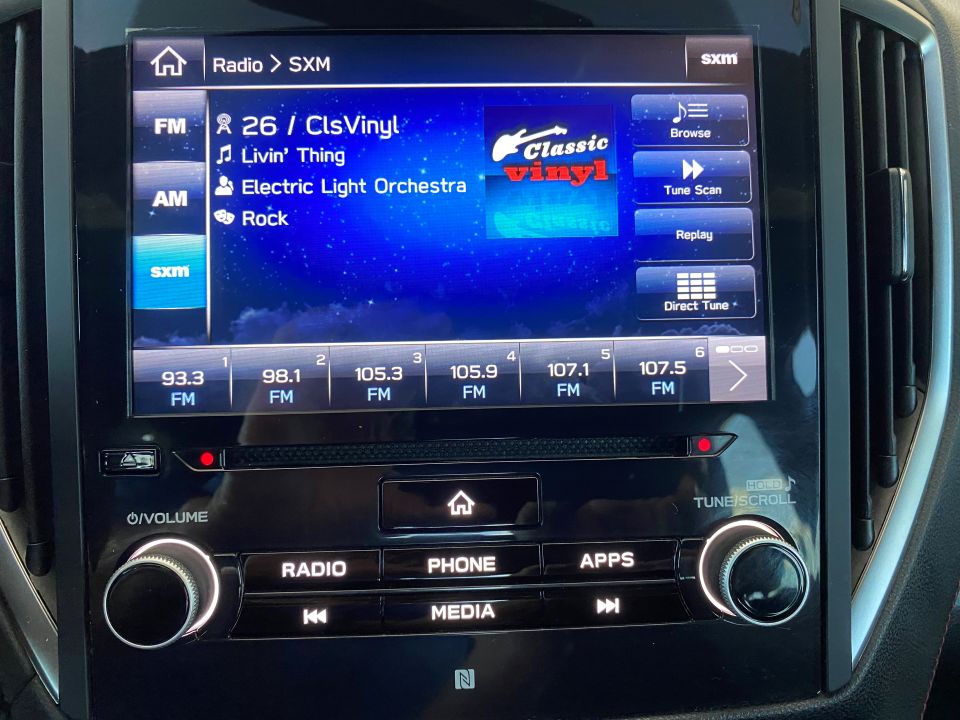 Radio > SXM
sxm
FM
AM
sxm
26 / ClsVinyl
Livin' Thing
Electric Light Orchestra
Rock
Classic
vinyl
Classic
Browse
Tune Scan
Replay
Direct Tune
1
93.3
FM
2
98.1
FM
3
105.3
FM
4
105.9
FM
5
107.1
FM
6
107.5
FM
/VOLUME
HOLD
TUNE/SCROLL
RADIO
PHONE
APPS
MEDIA
N